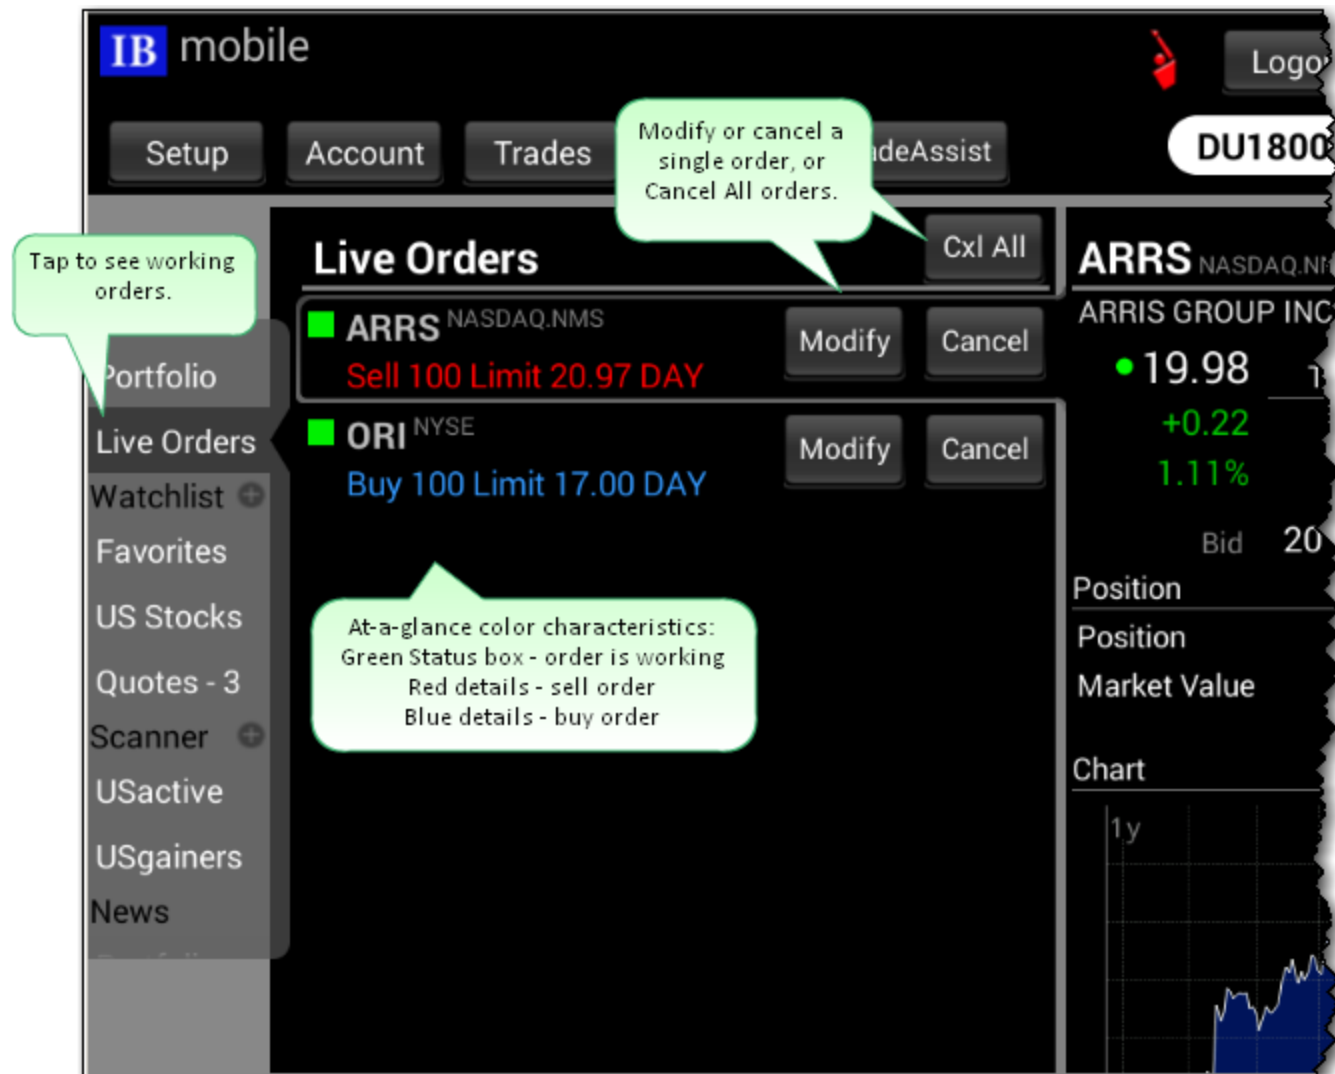 IB mobile
Logo
Setup
Account
Trades
adeAssist
DU1800
Modify or cancel a
single order, or
Cancel All orders.
Tap to see working
orders.
Portfolio
Live Orders
Watchlist
Favorites
US Stocks
Quotes - 3
Scanner
USactive
USgainers
News
Live Orders
Cxl All
ARRS NASDAQ.NMS
Sell 100 Limit 20.97 DAY
Modify
Cancel
ORI NYSE
Buy 100 Limit 17.00 DAY
Modify
Cancel
At-a-glance color characteristics:
Green Status box - order is working
Red details - sell order
Blue details - buy order
ARRS NASDAQ.N
ARRIS GROUP INC
19.98
+0.22
1.11%
Bid 20
Position
Position
Market Value
Chart
1y